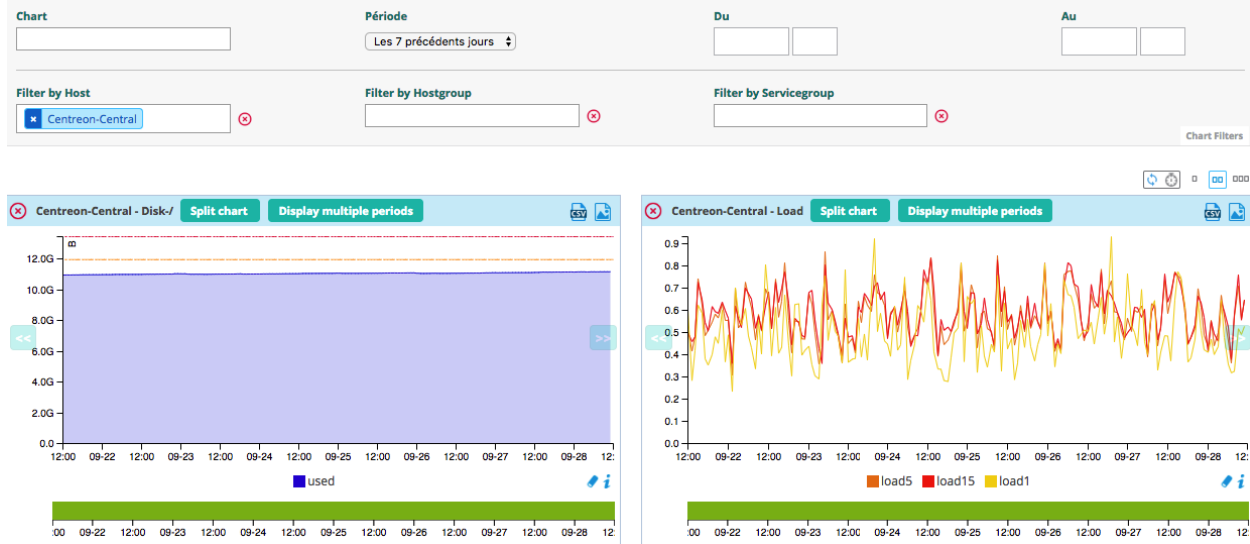 Chart Période Du Au
Les 7 précédents jours
Filter by Host Filter by Hostgroup Filter by Servicegroup
× Centreon-Central
Chart Filters
Centreon-Central - Disk-/ Split chart Display multiple periods CSV
B
12.0G
10.0G
8.0G
6.0G
4.0G
2.0G
0.0
<< >>
12:00 09-22 12:00 09-23 12:00 09-24 12:00 09-25 12:00 09-26 12:00 09-27 12:00 09-28 12:
used
:00 09-22 12:00 09-23 12:00 09-24 12:00 09-25 12:00 09-26 12:00 09-27 12:00 09-28 12:
Centreon-Central - Load Split chart Display multiple periods CSV
0.9
0.8
0.7
0.6
0.5
0.4
0.3
0.2
0.1
0.0
<< >>
12:00 09-22 12:00 09-23 12:00 09-24 12:00 09-25 12:00 09-26 12:00 09-27 12:00 09-28 12:
load5 load15 load1
:00 09-22 12:00 09-23 12:00 09-24 12:00 09-25 12:00 09-26 12:00 09-27 12:00 09-28 12: